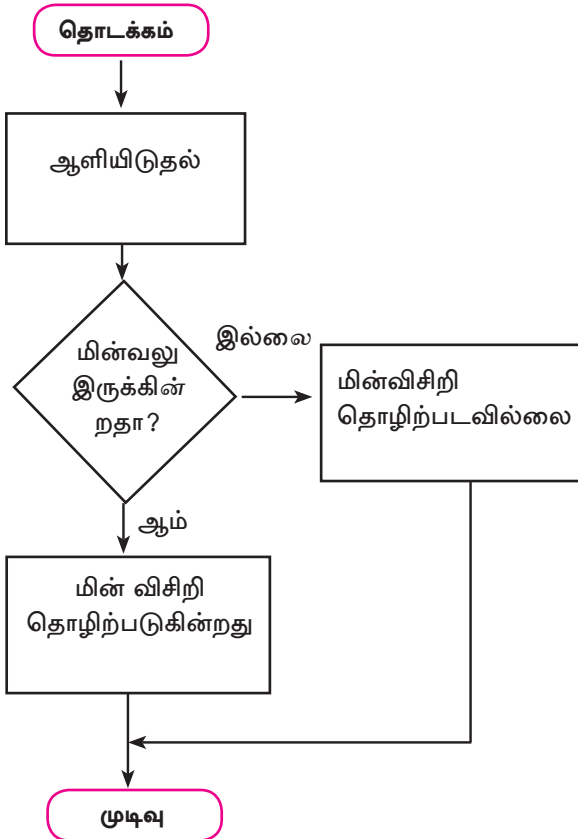 தொடக்கம்
ஆளியிடுதல்
மின்வலு
இருக்கின்
றதா?
இல்லை
மின்விசிறி
தொழிற்படவில்லை
ஆம்
மின் விசிறி
தொழிற்படுகின்றது
முடிவு